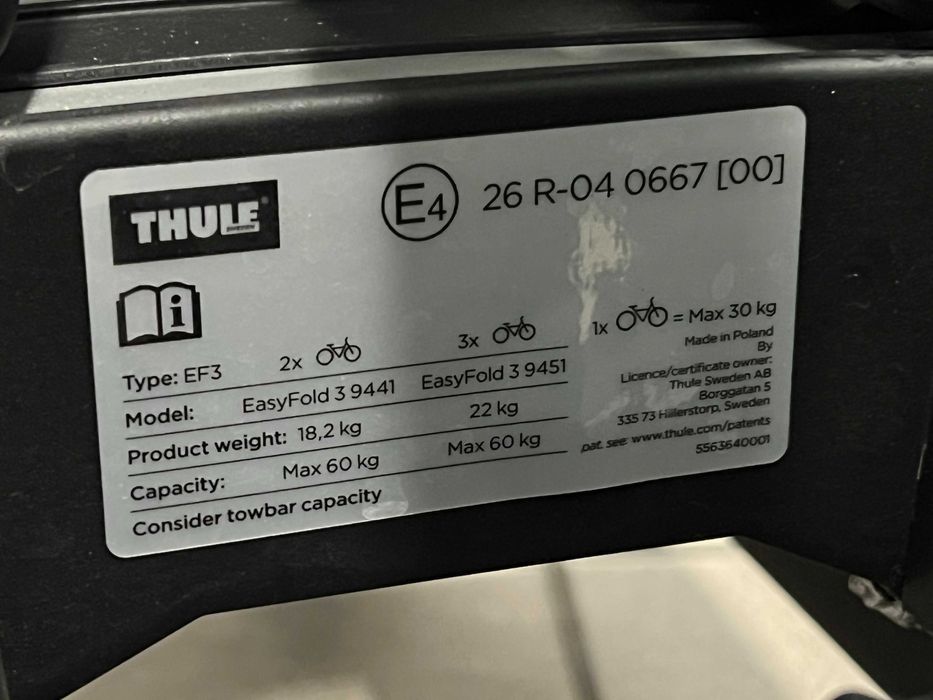 THULE
SWEDEN
E4 26 R-04 0667 [00]
i
Type: EF3 2x 3x 1x = Max 30 kg
Model: EasyFold 3 9441 EasyFold 3 9451
Product weight: 18,2 kg 22 kg
Capacity: Max 60 kg Max 60 kg
Consider towbar capacity
Made in Poland
By
Licence/certificate owner:
Thule Sweden AB
Borggatan 5
335 73 Hillerstorp, Sweden
pat. see: www.thule.com/patents
5563640001